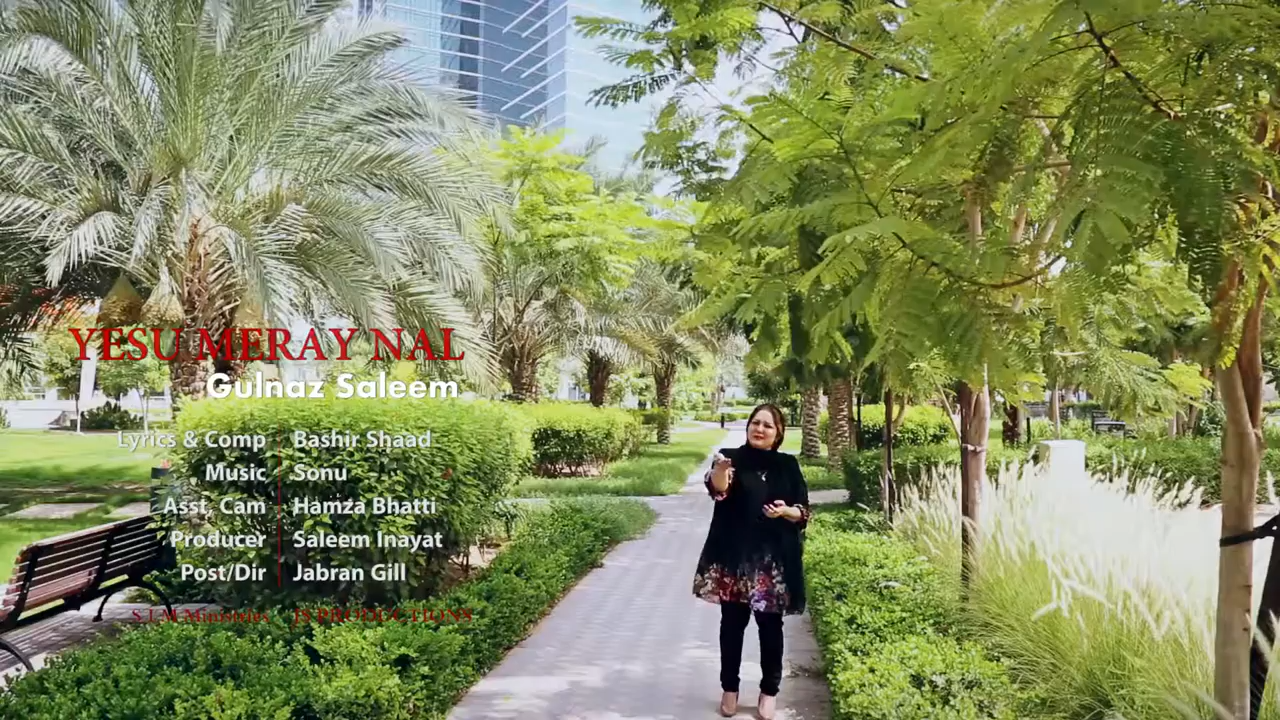 YESU MERAY NAL
Gulnaz Saleem
Lyrics & Comp Bashir Shaad
Music Sonu
Asst, Cam Hamza Bhatti
Producer Saleem Inayat
Post/Dir Jabran Gill
S.I.M Ministries JS PRODUCTIONS